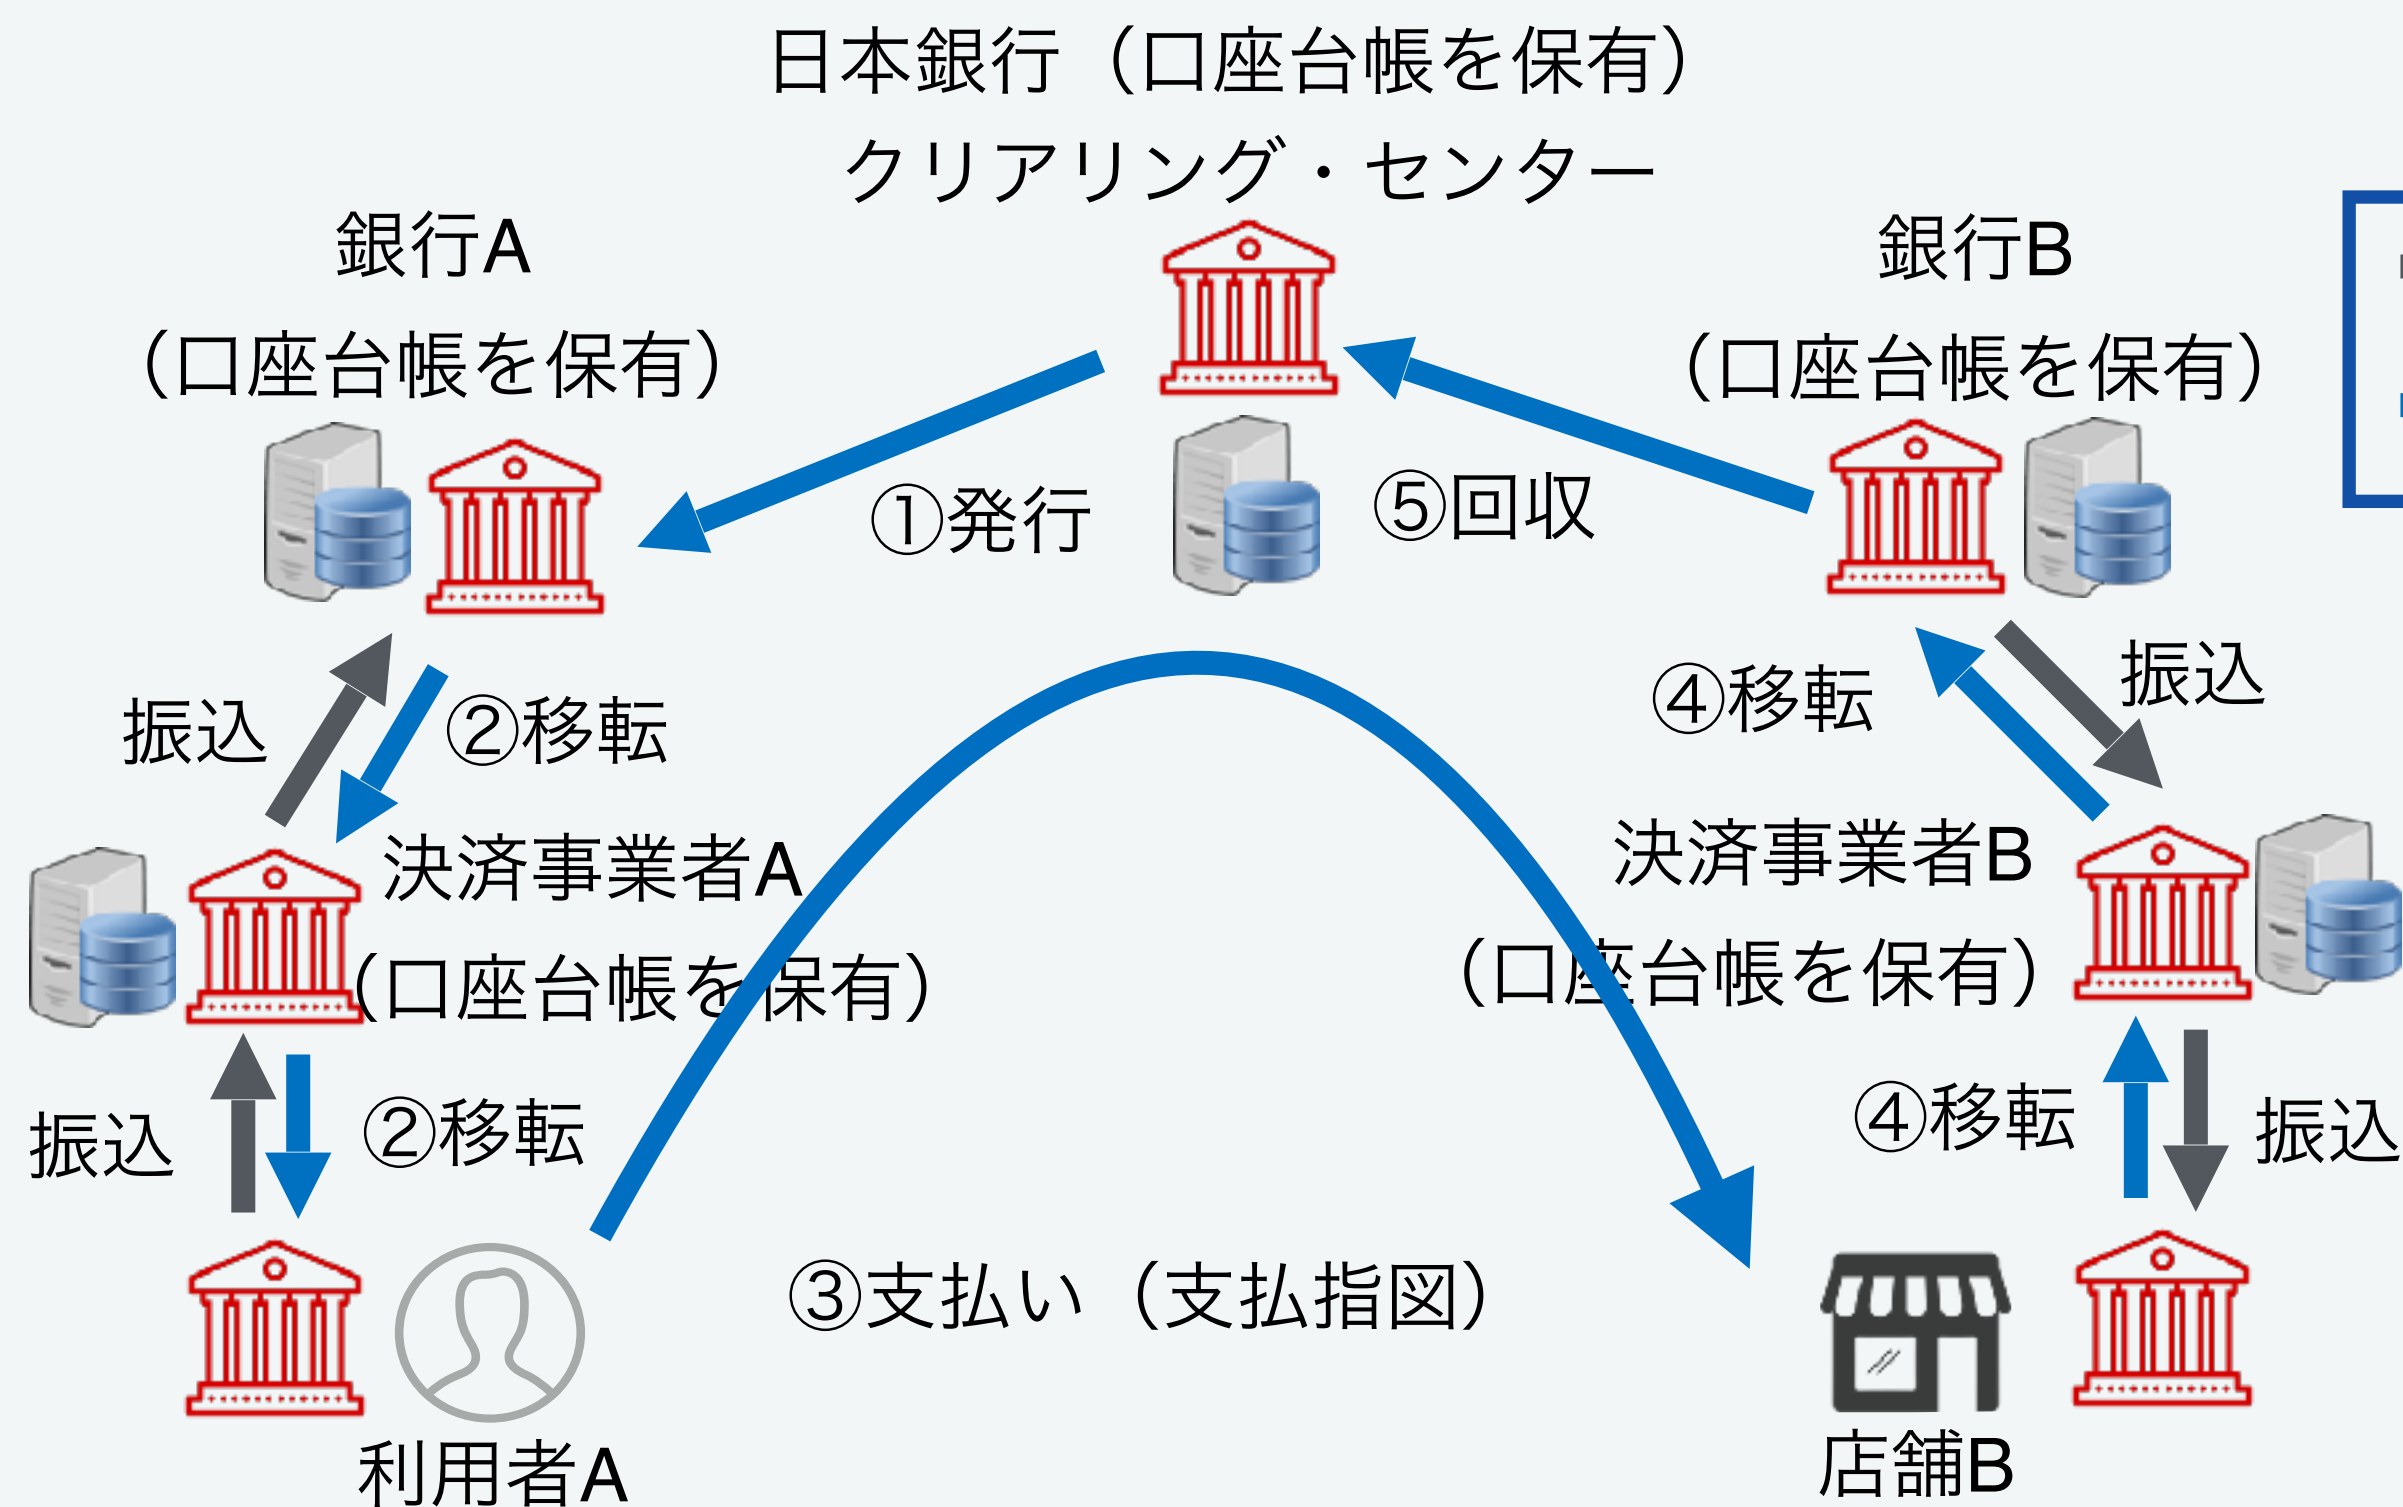 日本銀行（口座台帳を保有）
クリアリング・センター
銀行A
（口座台帳を保有）
銀行B
（口座台帳を保有）
①発行
⑤回収
振込
②移転
④移転
振込
決済事業者A
（口座台帳を保有）
決済事業者B
（口座台帳を保有）
振込
②移転
④移転
振込
③支払い（支払指図）
利用者A
店舗B